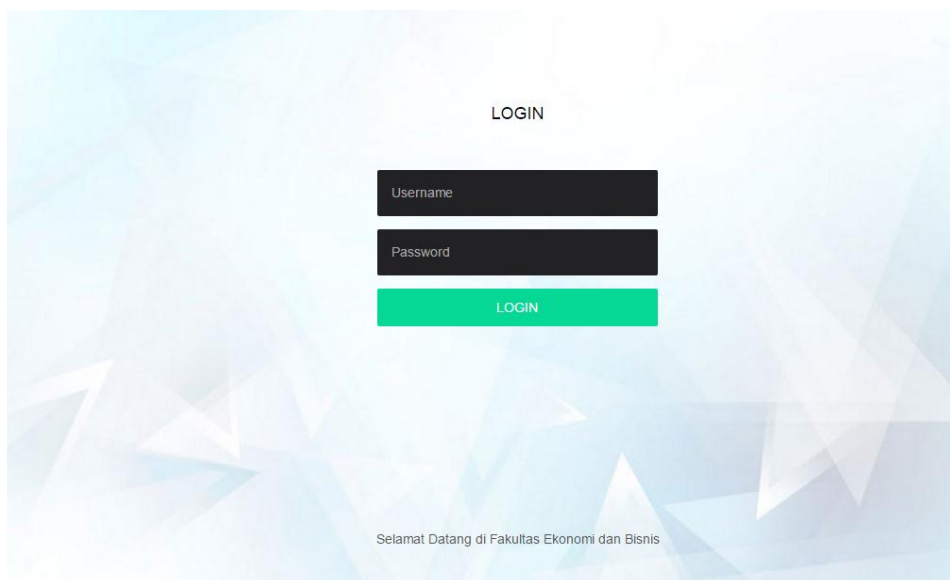 LOGIN
Username
Password
LOGIN
Selamat Datang di Fakultas Ekonomi dan Bisnis